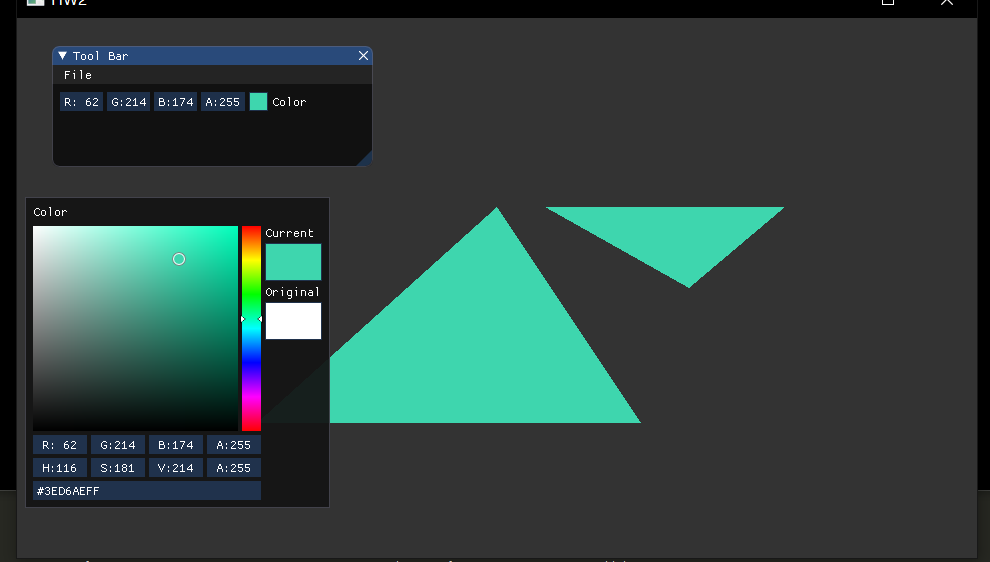 HW2
Tool Bar
File
R: 62 G:214 B:174 A:255 Color
Color
Current
Original
R: 62 G:214 B:174 A:255
H:116 S:181 V:214 A:255
#3ED6AEFF